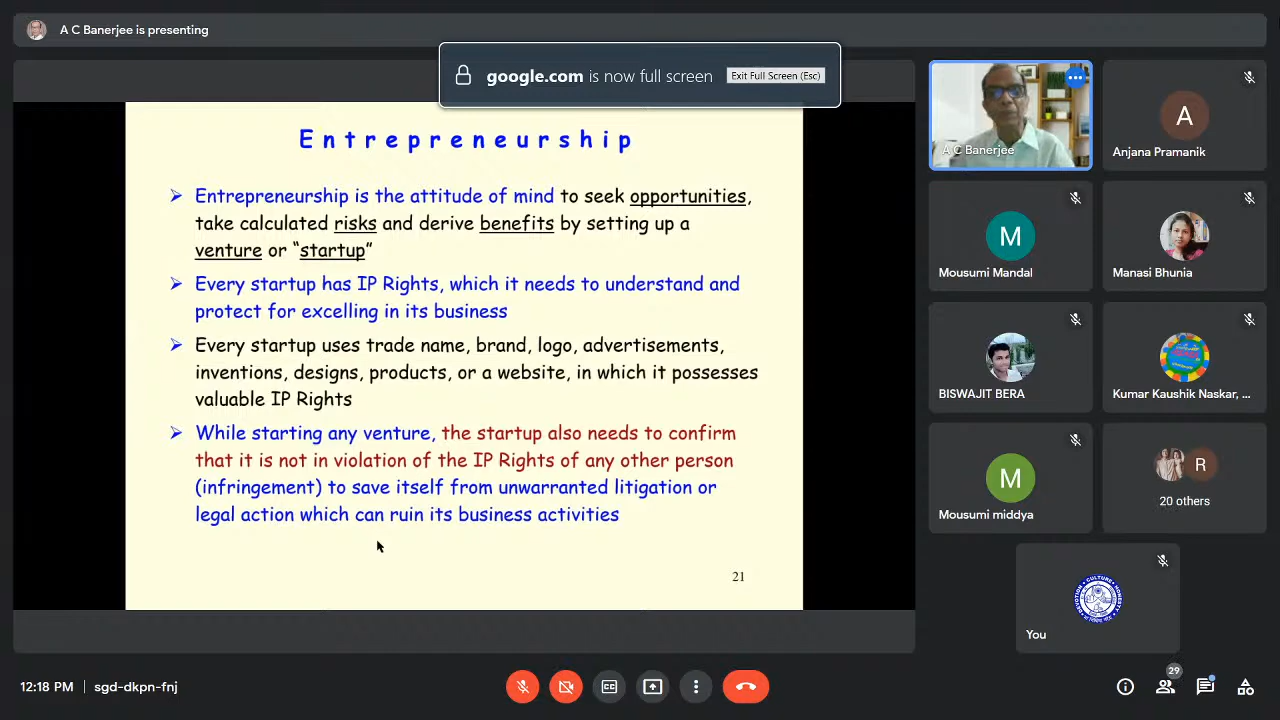 A C Banerjee is presenting
google.com is now full screen Exit Full Screen (Esc)
Entrepreneurship
➢ Entrepreneurship is the attitude of mind to seek opportunities,
take calculated risks and derive benefits by setting up a
venture or “startup”
➢ Every startup has IP Rights, which it needs to understand and
protect for excelling in its business
➢ Every startup uses trade name, brand, logo, advertisements,
inventions, designs, products, or a website, in which it possesses
valuable IP Rights
➢ While starting any venture, the startup also needs to confirm
that it is not in violation of the IP Rights of any other person
(infringement) to save itself from unwarranted litigation or
legal action which can ruin its business activities
21
A C Banerjee
A
Anjana Pramanik
M
Mousumi Mandal
Manasi Bhunia
BISWAJIT BERA
Kumar Kaushik Naskar, ...
M
Mousumi middya
R
20 others
You
12:18 PM
sgd-dkpn-fnj
CC
29